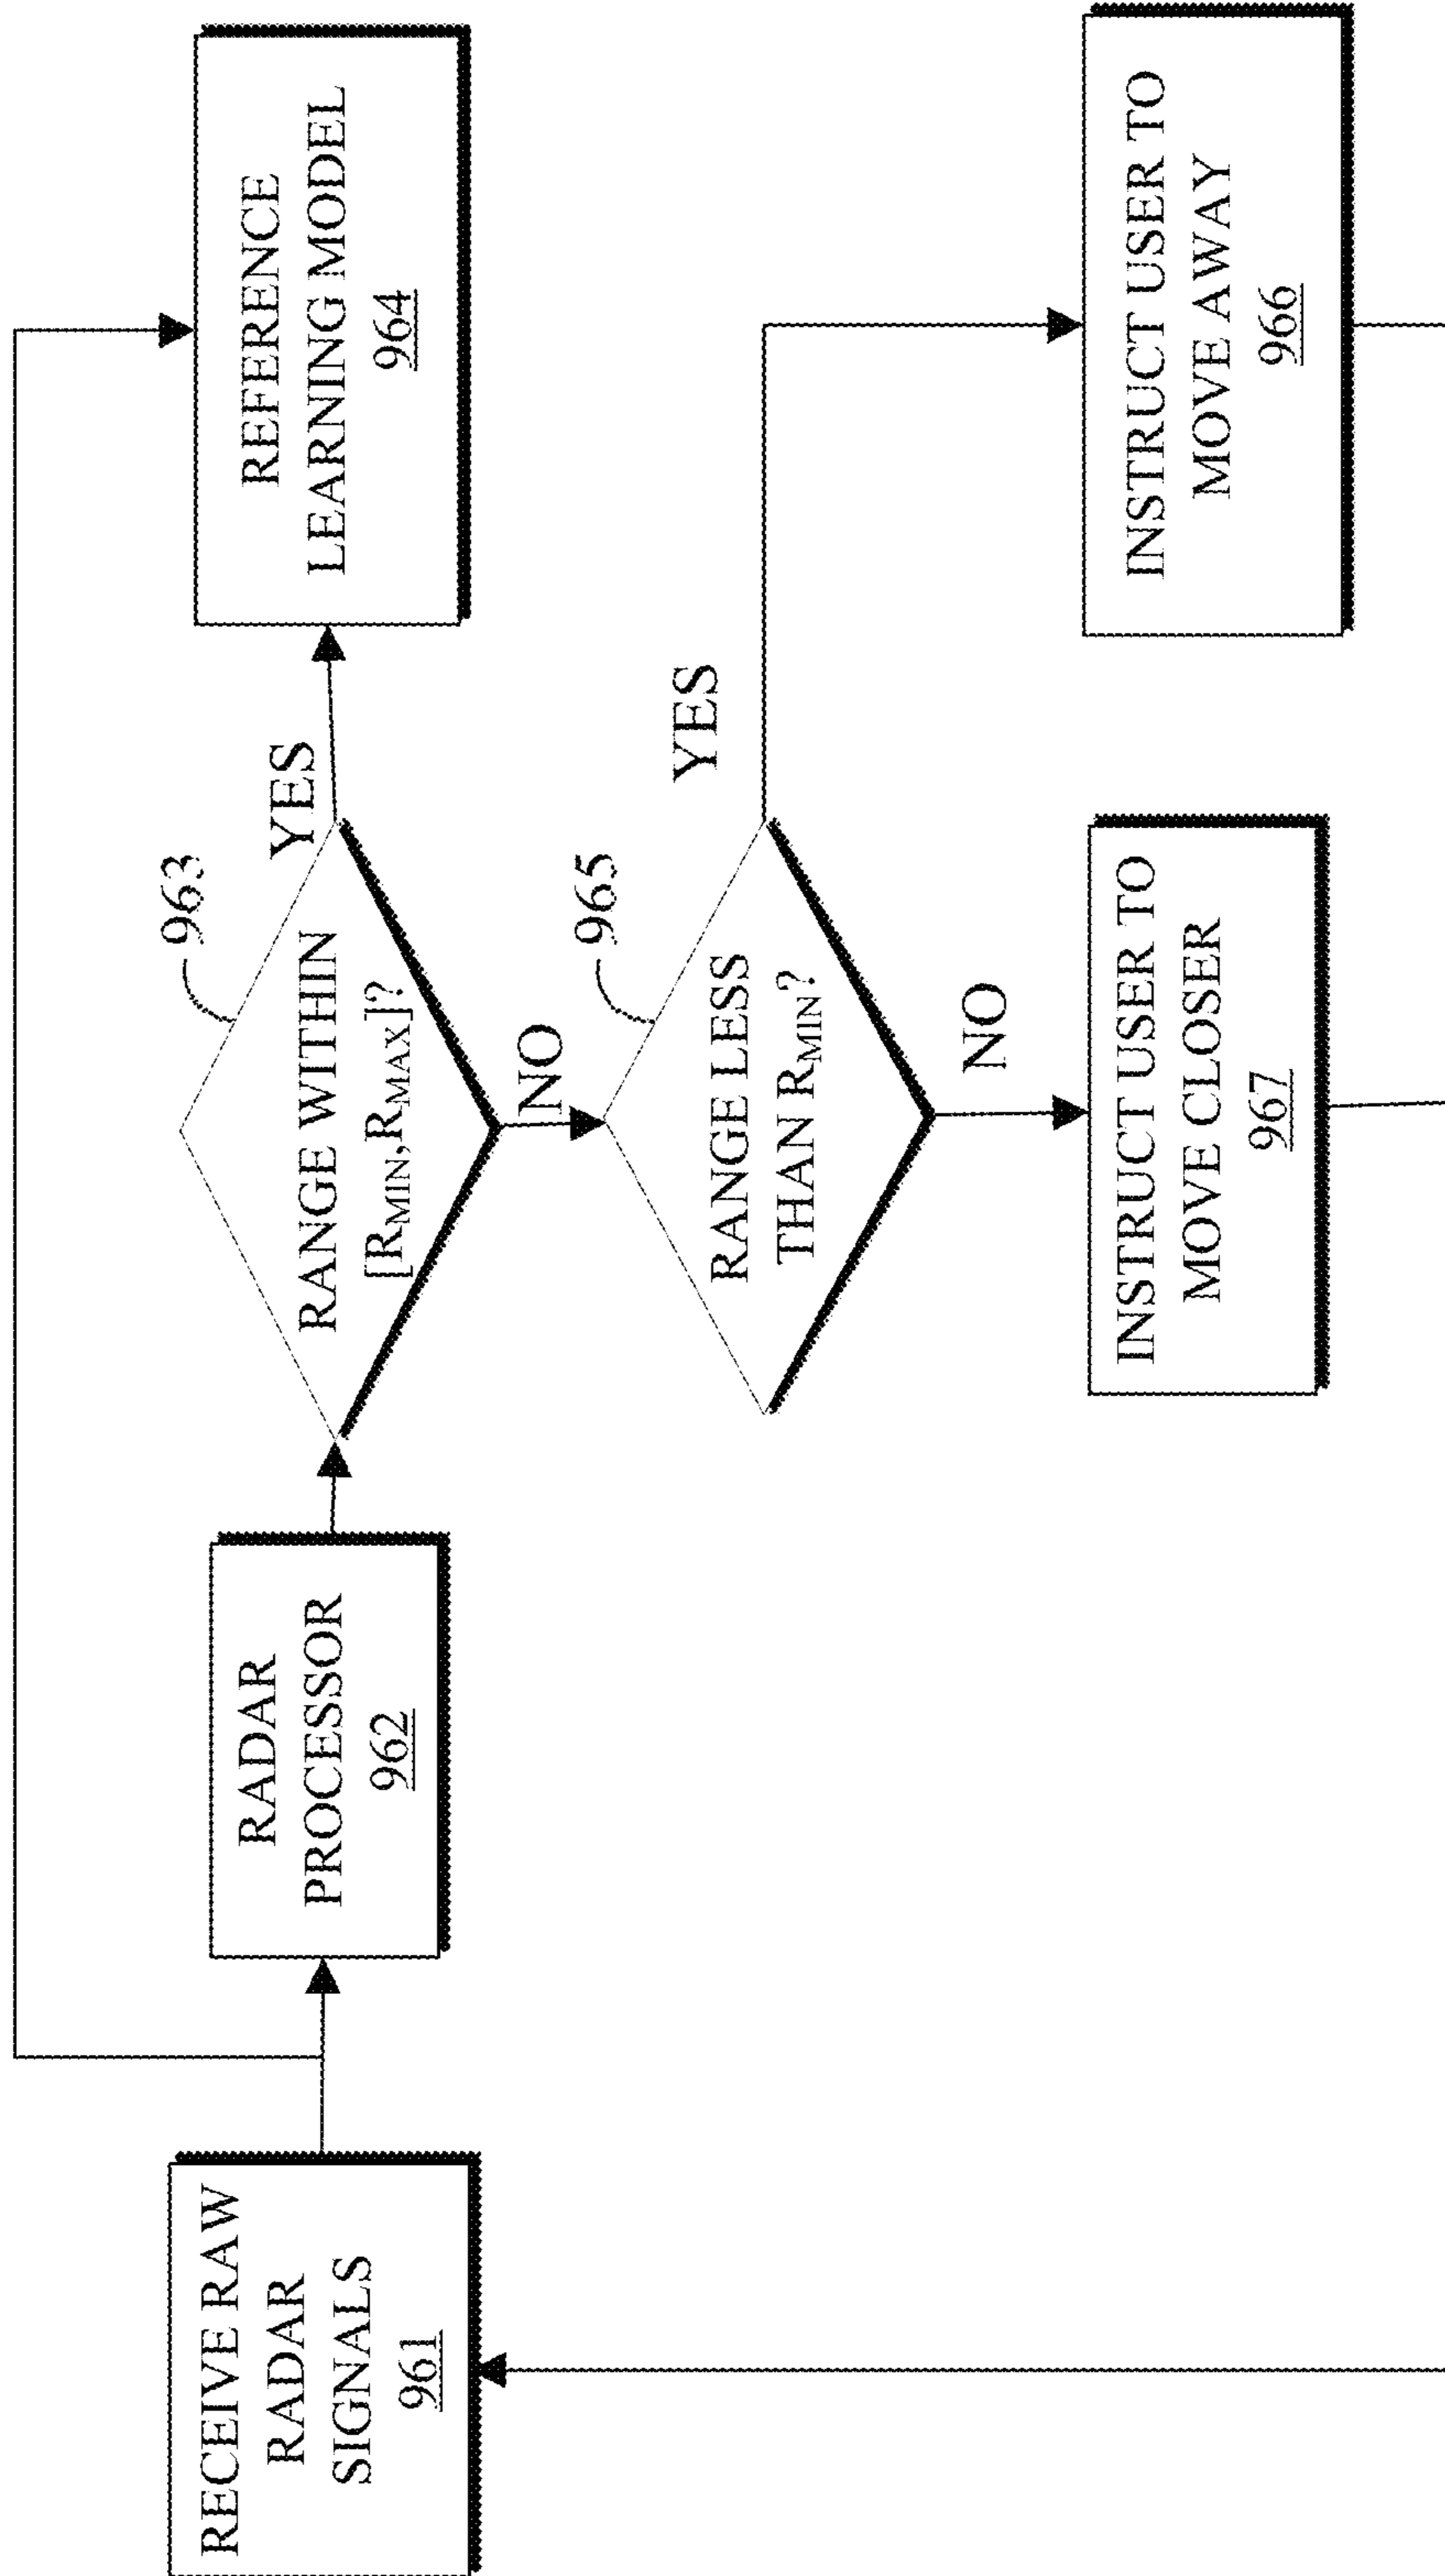 RECEIVE RAW
RADAR
SIGNALS
961
RADAR
PROCESSOR
962
963
RANGE WITHIN
[RMIN,RMAX]?
YES
NO
REFERENCE
LEARNING MODEL
964
965
RANGE LESS
THAN RMIN?
YES
NO
INSTRUCT USER TO
MOVE AWAY
966
INSTRUCT USER TO
MOVE CLOSER
967